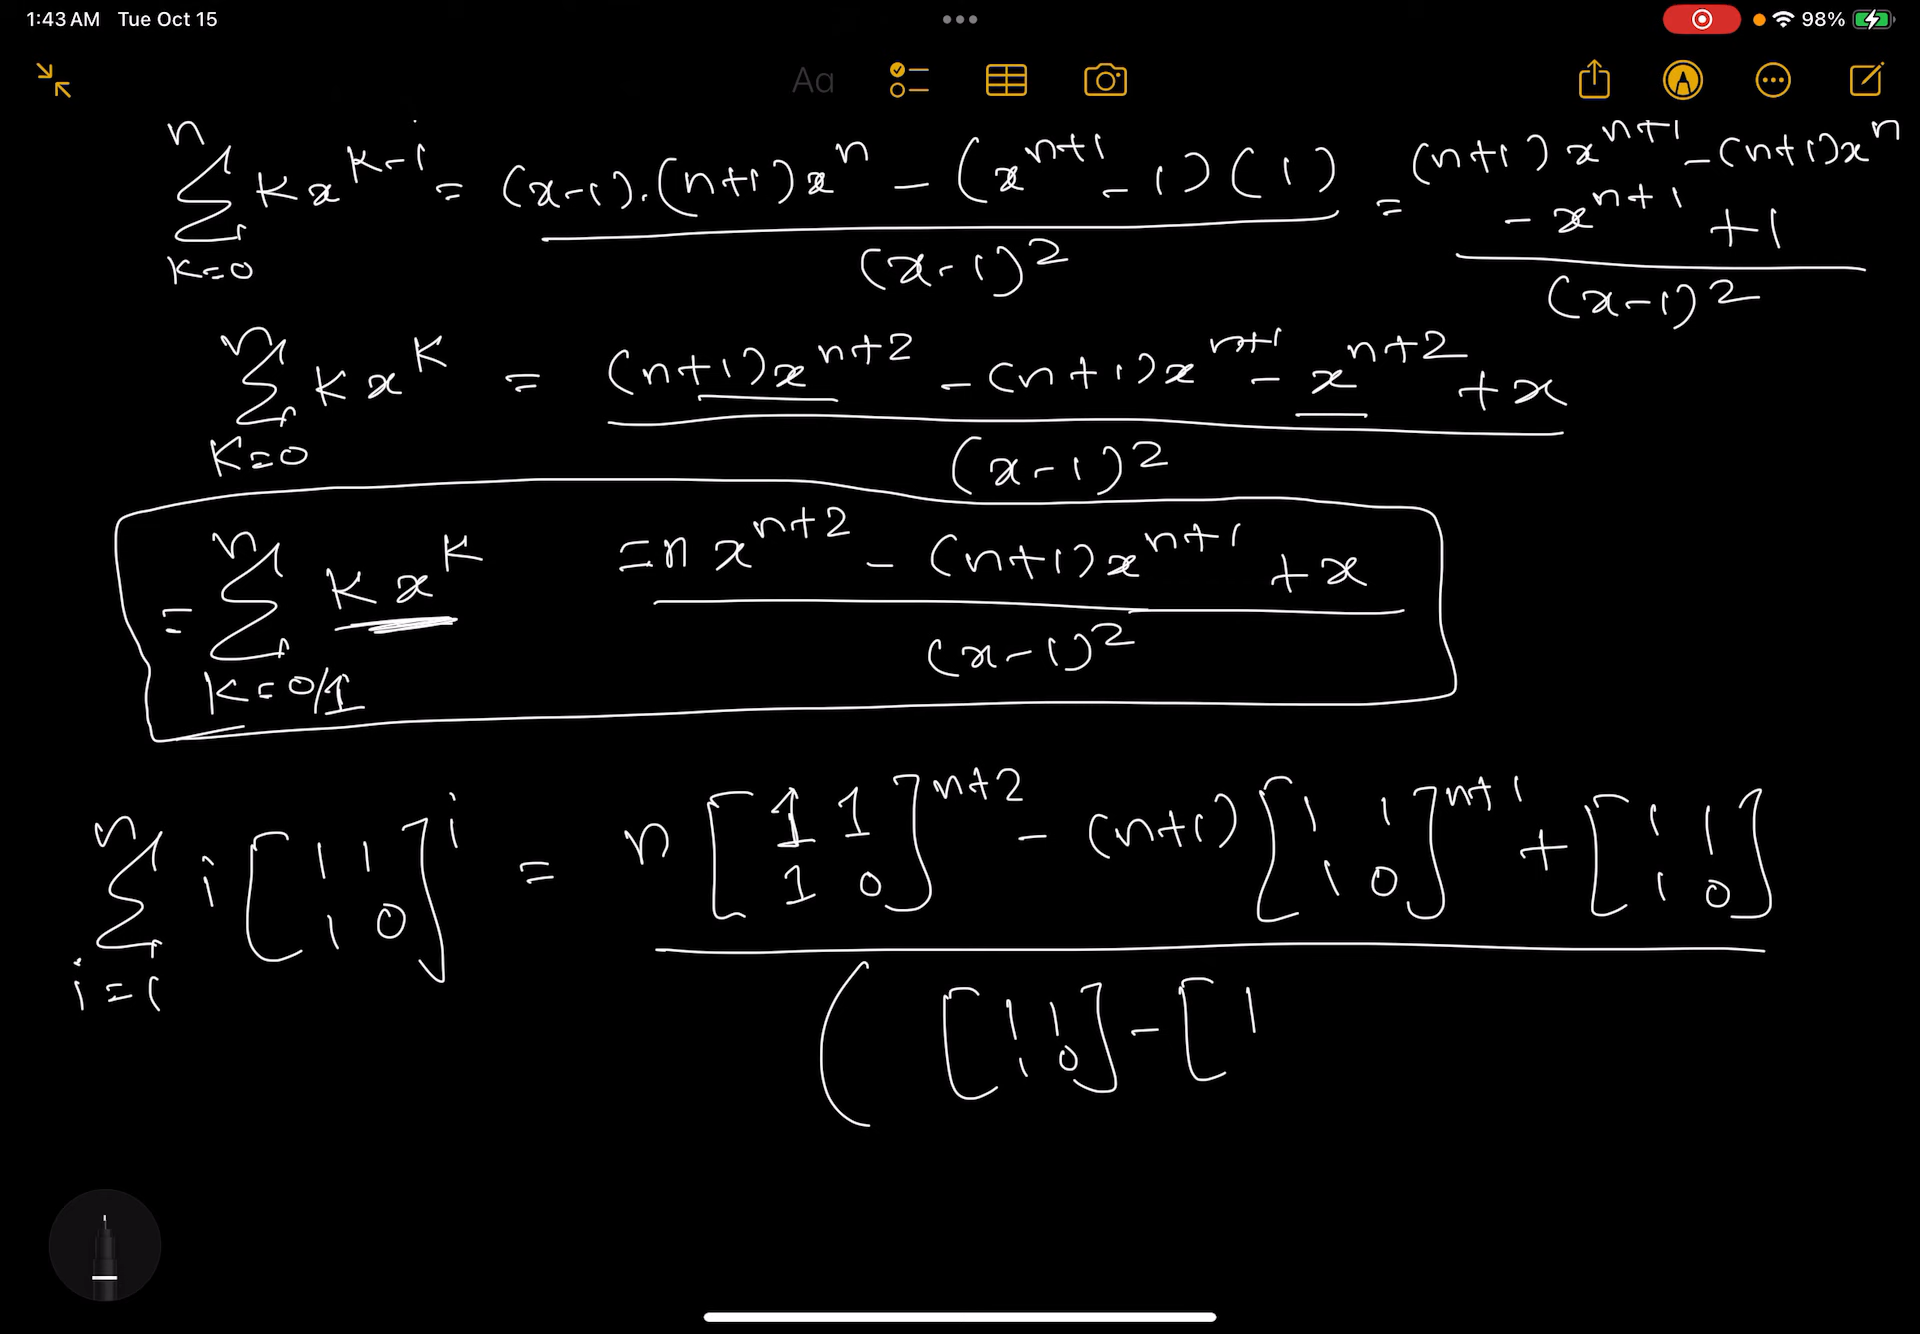 1:43 AM Tue Oct 15 98%
Aa
n
∑ k x^(k-1) = (x-1).(n+1)x^n - (x^(n+1) - 1)(1) / (x-1)^2 = (n+1)x^(n+1) - (n+1)x^n - x^(n+1) + 1 / (x-1)^2
k=0
n
∑ k x^k = (n+1)x^(n+2) - (n+1)x^(n+1) - x^(n+2) + x / (x-1)^2
k=0
n
= ∑ k x^k = n x^(n+2) - (n+1)x^(n+1) + x / (x-1)^2
k=0/1
n
∑ i [1 1 1 0]^i = n [1 1 1 0]^(n+2) - (n+1) [1 1 1 0]^(n+1) + [1 1 1 0] / ( [1 1 1 0] - [1
i=1